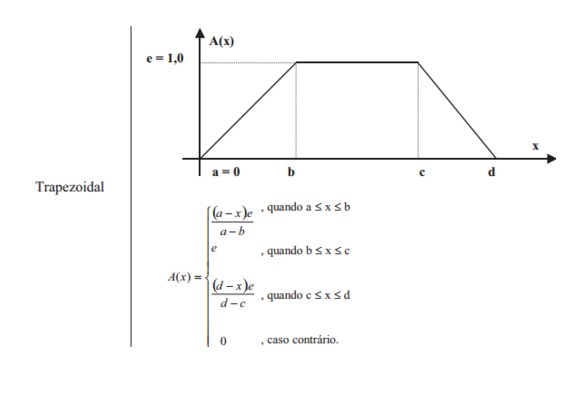 A(x)
e = 1,0
x
a = 0 b c d
Trapezoidal
A(x) =
(a – x)e / a – b , quando a ≤ x ≤ b
e , quando b ≤ x ≤ c
(d – x)e / d – c , quando c ≤ x ≤ d
0 , caso contrário.